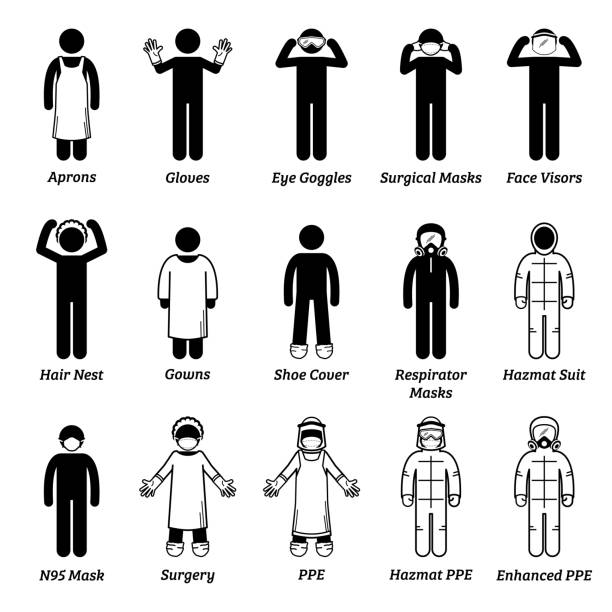 Aprons
Gloves
Eye Goggles
Surgical Masks
Face Visors
Hair Nest
Gowns
Shoe Cover
Respirator
Masks
Hazmat Suit
N95 Mask
Surgery
PPE
Hazmat PPE
Enhanced PPE